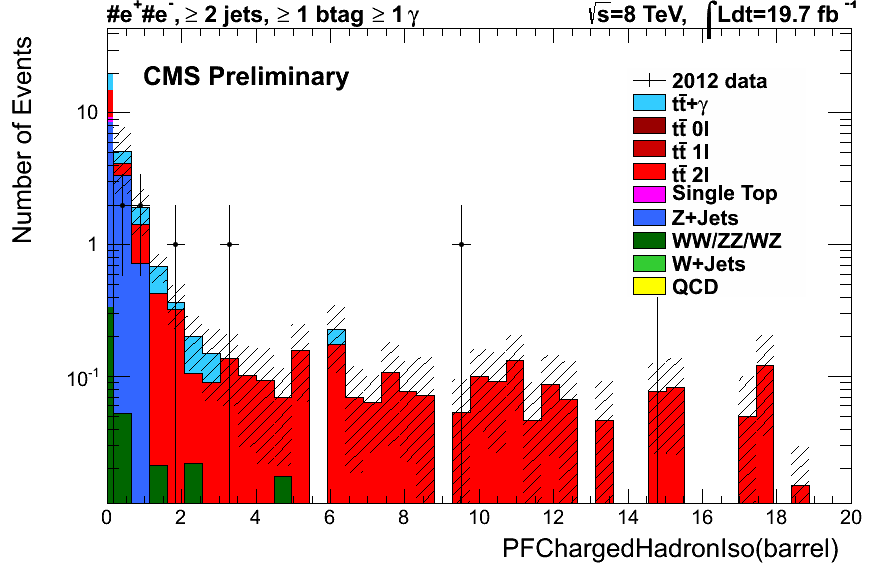 #e+#e-, ≥ 2 jets, ≥ 1 btag ≥ 1 γ
√s=8 TeV, ∫Ldt=19.7 fb⁻¹
CMS Preliminary
2012 data
tt̄+γ
tt̄ 0l
tt̄ 1l
tt̄ 2l
Single Top
Z+Jets
WW/ZZ/WZ
W+Jets
QCD
Number of Events
10
1
10⁻¹
0 2 4 6 8 10 12 14 16 18 20
PFChargedHadronIso(barrel)